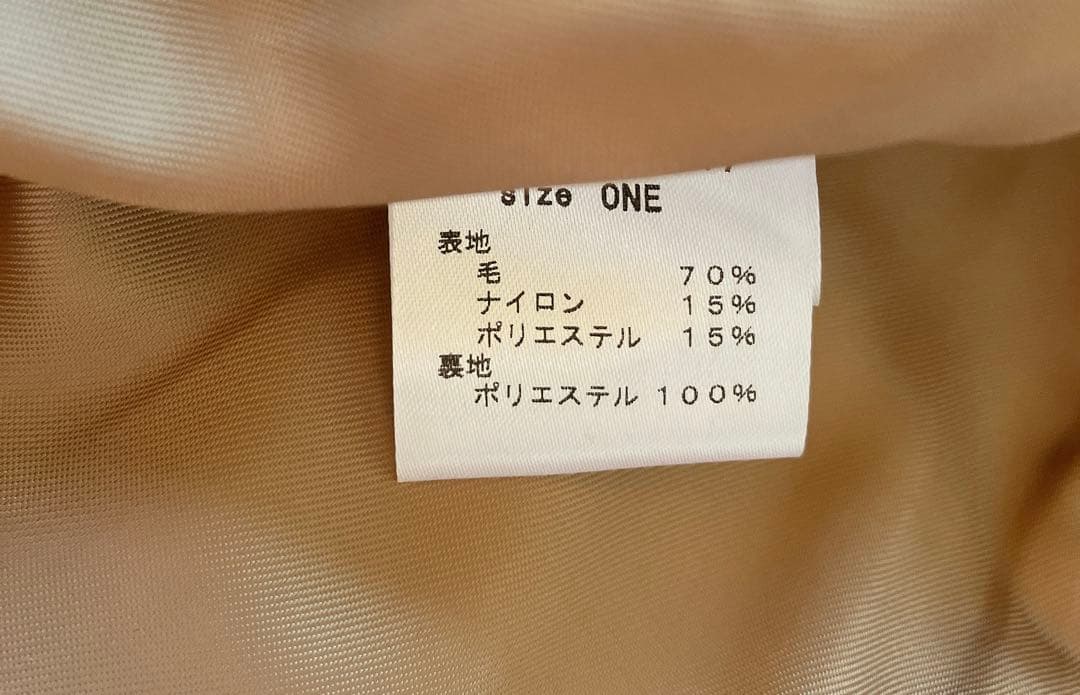 size ONE
表地
毛 70%
ナイロン 15%
ポリエステル 15%
裏地
ポリエステル 100%